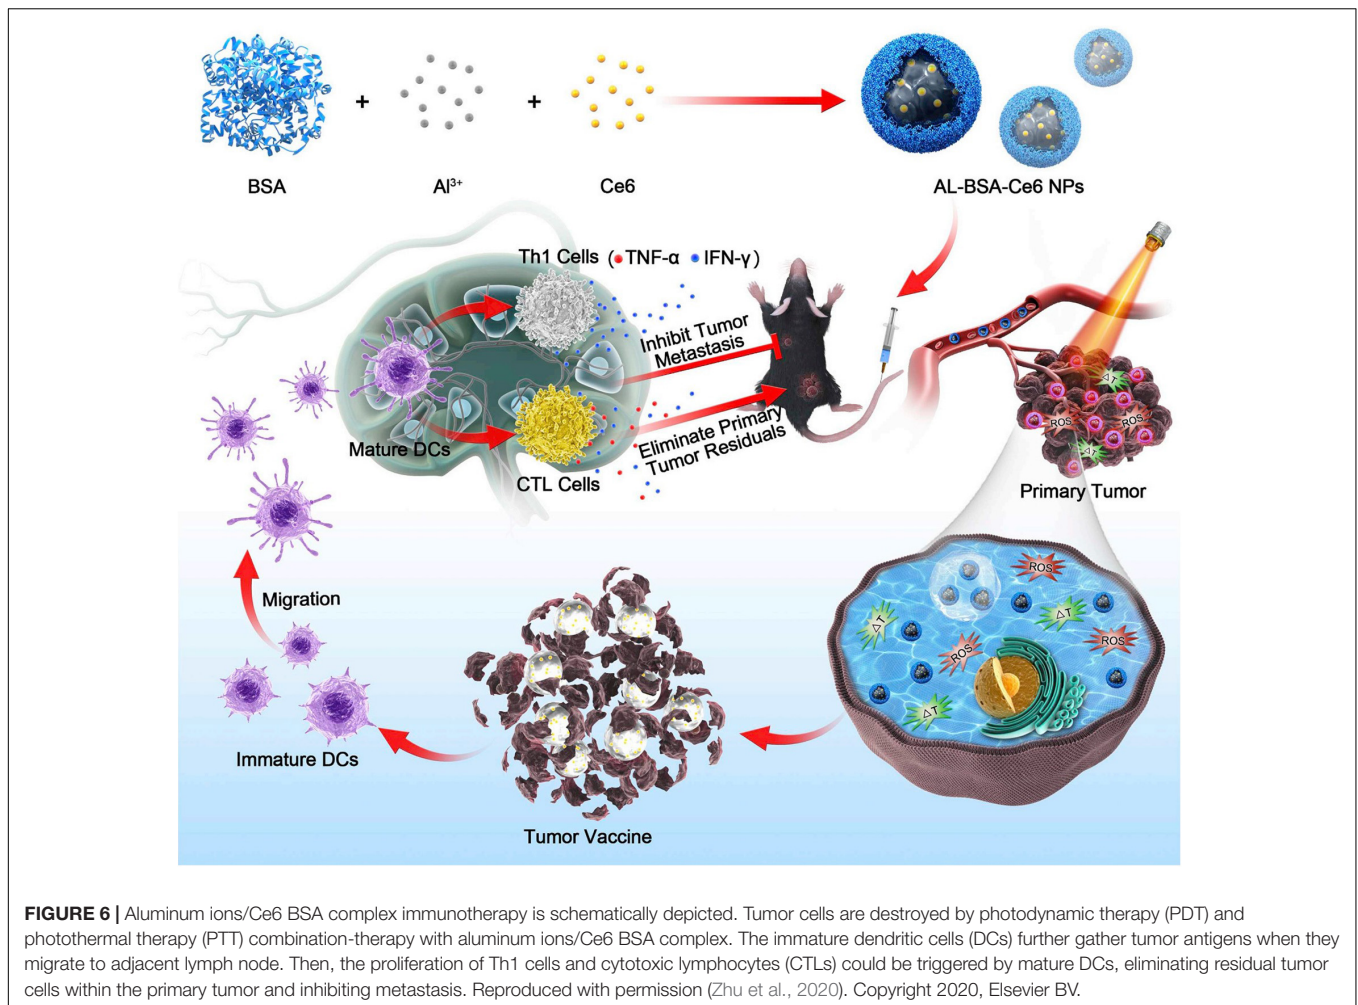 +
+
BSA
Al³⁺
Ce6
AL-BSA-Ce6 NPs
Th1 Cells (● TNF-α ● IFN-γ)
Inhibit Tumor
Metastasis
Mature DCs
CTL Cells
Eliminate Primary
Tumor Residuals
ΔT
ROS
ROS
ΔT
Primary Tumor
Migration
Immature DCs
Tumor Vaccine
ROS
ΔT
ΔT
ROS
ROS
ΔT
FIGURE 6 | Aluminum ions/Ce6 BSA complex immunotherapy is schematically depicted. Tumor cells are destroyed by photodynamic therapy (PDT) and
photothermal therapy (PTT) combination-therapy with aluminum ions/Ce6 BSA complex. The immature dendritic cells (DCs) further gather tumor antigens when they
migrate to adjacent lymph node. Then, the proliferation of Th1 cells and cytotoxic lymphocytes (CTLs) could be triggered by mature DCs, eliminating residual tumor
cells within the primary tumor and inhibiting metastasis. Reproduced with permission (Zhu et al., 2020). Copyright 2020, Elsevier BV.